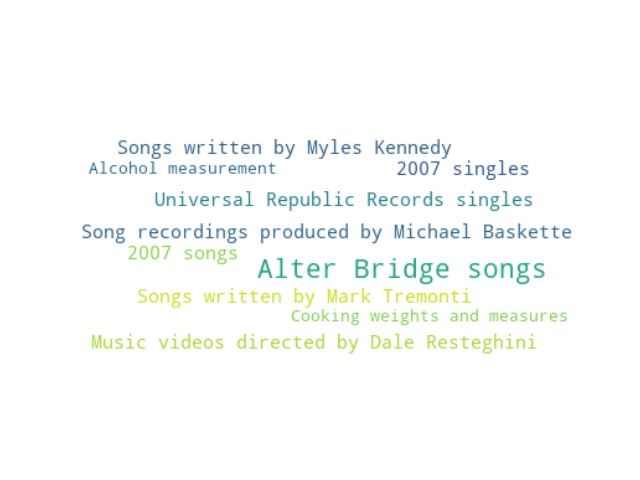 Songs written by Myles Kennedy
Alcohol measurement
2007 singles
Universal Republic Records singles
Song recordings produced by Michael Baskette
2007 songs
Alter Bridge songs
Songs written by Mark Tremonti
Cooking weights and measures
Music videos directed by Dale Resteghini